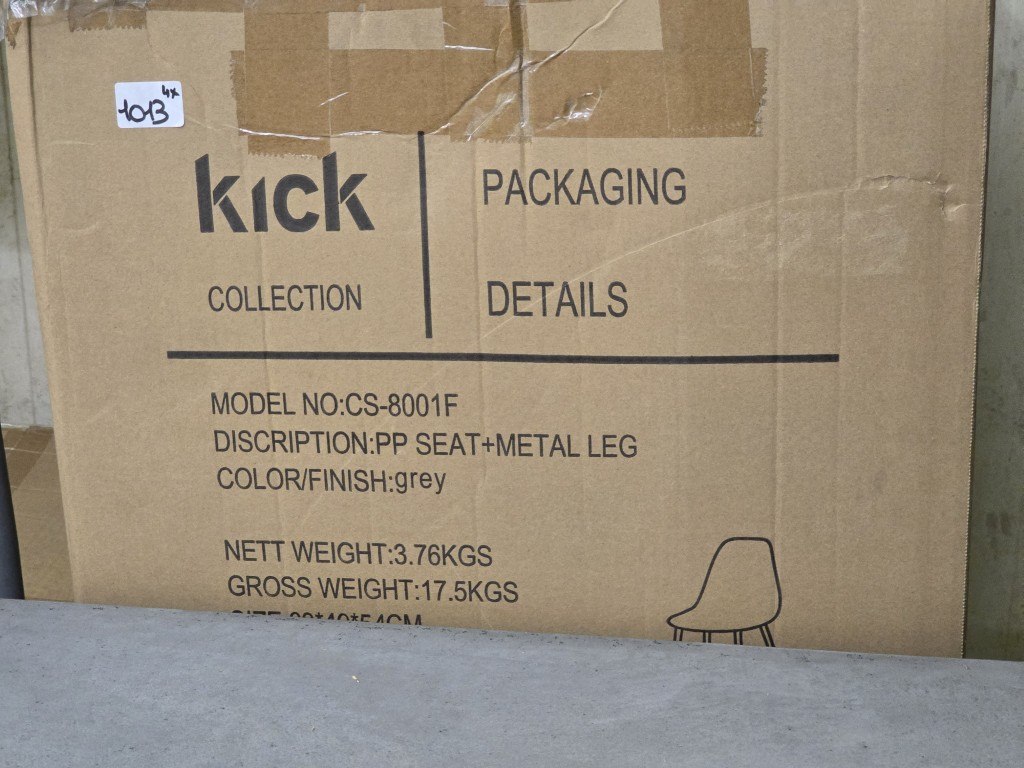 1013 4x
kick
COLLECTION
PACKAGING
DETAILS
MODEL NO:CS-8001F
DISCRIPTION:PP SEAT+METAL LEG
COLOR/FINISH:grey
NETT WEIGHT:3.76KGS
GROSS WEIGHT:17.5KGS